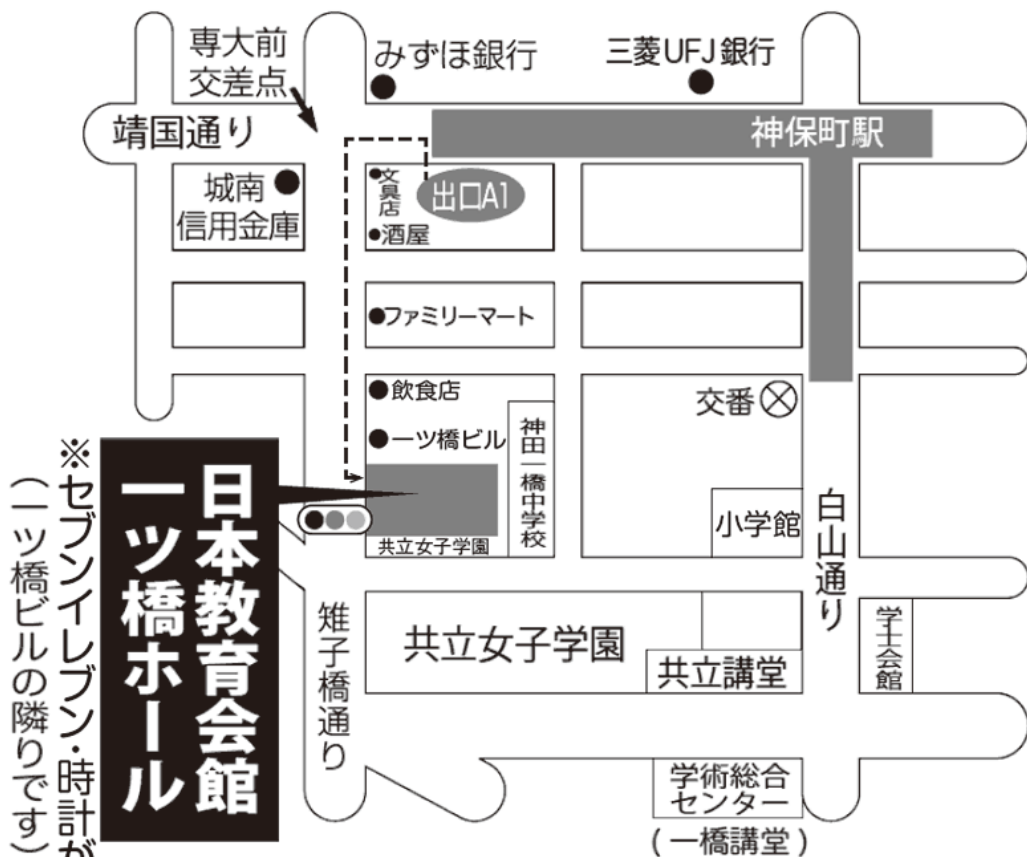 専大前
交差点
みずほ銀行
三菱UFJ銀行
靖国通り
神保町駅
城南
信用金庫
文具店
出口A1
酒屋
ファミリーマート
飲食店
一ツ橋ビル
神田一橋中学校
交番
小学館
白山通り
共立女子学園
日本教育会館
一ツ橋ホール
※セブンイレブン・時計が
(一ツ橋ビルの隣りです)
雉子橋通り
共立女子学園
共立講堂
学士会館
学術総合
センター
(一橋講堂)